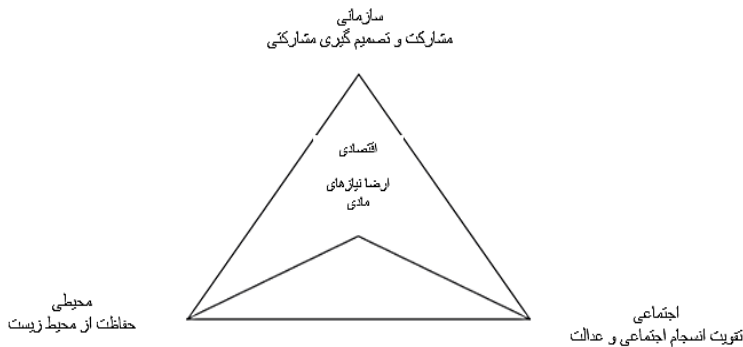 سازمانی
مشارکت و تصمیم گیری مشارکتی
اقتصادی
ارضا نیازهای
مادی
محیطی
حفاظت از محیط زیست
اجتماعی
تقویت انسجام اجتماعی و عدالت